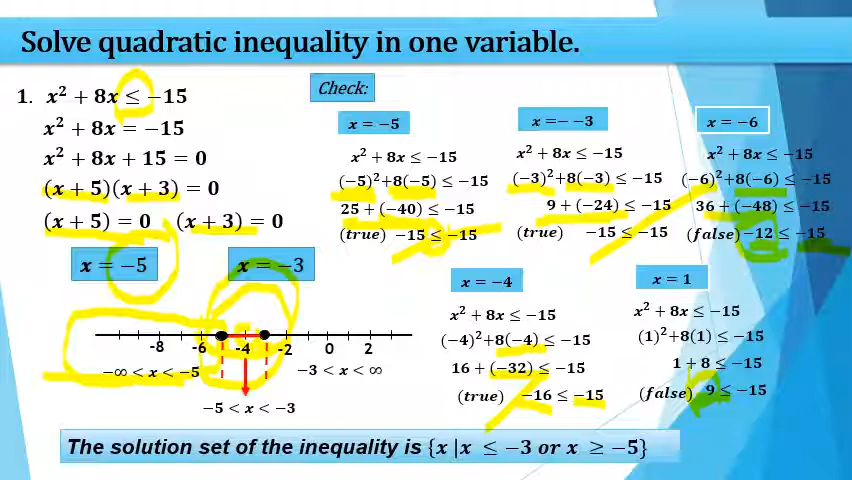 Solve quadratic inequality in one variable.
1. x² + 8x ≤ −15
x² + 8x = −15
x² + 8x + 15 = 0
(x + 5)(x + 3) = 0
(x + 5) = 0 (x + 3) = 0
x = −5 x = −3
-8 -6 -4 -2 0 2
−∞ < x < −5 −3 < x < ∞
−5 < x < −3
Check:
x = −5
x² + 8x ≤ −15
(−5)²+8(−5) ≤ −15
25 + (−40) ≤ −15
(true) −15 ≤ −15
x =− −3
x² + 8x ≤ −15
(−3)²+8(−3) ≤ −15
9 + (−24) ≤ −15
(true) −15 ≤ −15
x = −6
x² + 8x ≤ −15
(−6)²+8(−6) ≤ −15
36 + (−48) ≤ −15
(false) −12 ≤ −15
x = −4
x² + 8x ≤ −15
(−4)²+8(−4) ≤ −15
16 + (−32) ≤ −15
(true) −16 ≤ −15
x = 1
x² + 8x ≤ −15
(1)²+8(1) ≤ −15
1 + 8 ≤ −15
(false) 9 ≤ −15
The solution set of the inequality is {x |x ≤ −3 or x ≥ −5}